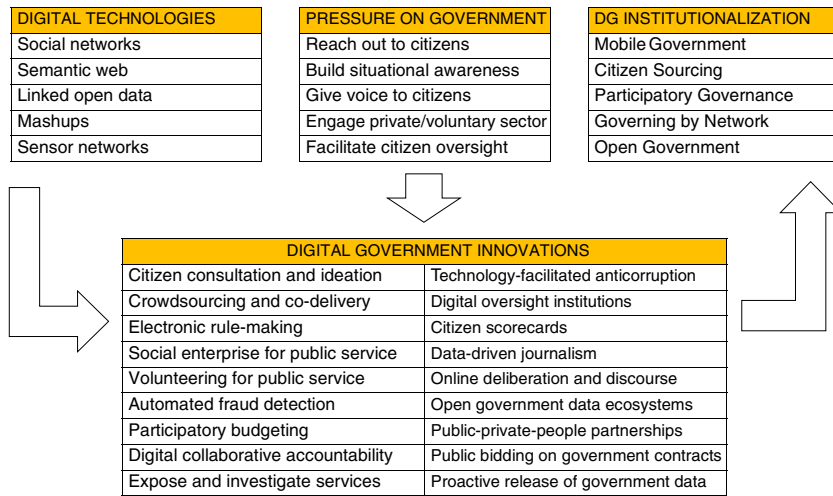 DIGITAL TECHNOLOGIES
Social networks
Semantic web
Linked open data
Mashups
Sensor networks
PRESSURE ON GOVERNMENT
Reach out to citizens
Build situational awareness
Give voice to citizens
Engage private/voluntary sector
Facilitate citizen oversight
DG INSTITUTIONALIZATION
Mobile Government
Citizen Sourcing
Participatory Governance
Governing by Network
Open Government
DIGITAL GOVERNMENT INNOVATIONS
Citizen consultation and ideation
Crowdsourcing and co-delivery
Electronic rule-making
Social enterprise for public service
Volunteering for public service
Automated fraud detection
Participatory budgeting
Digital collaborative accountability
Expose and investigate services
Technology-facilitated anticorruption
Digital oversight institutions
Citizen scorecards
Data-driven journalism
Online deliberation and discourse
Open government data ecosystems
Public-private-people partnerships
Public bidding on government contracts
Proactive release of government data